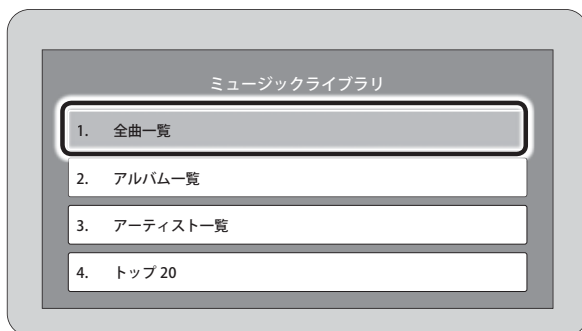 ミュージックライブラリ
1. 全曲一覧
2. アルバム一覧
3. アーティスト一覧
4. トップ 20